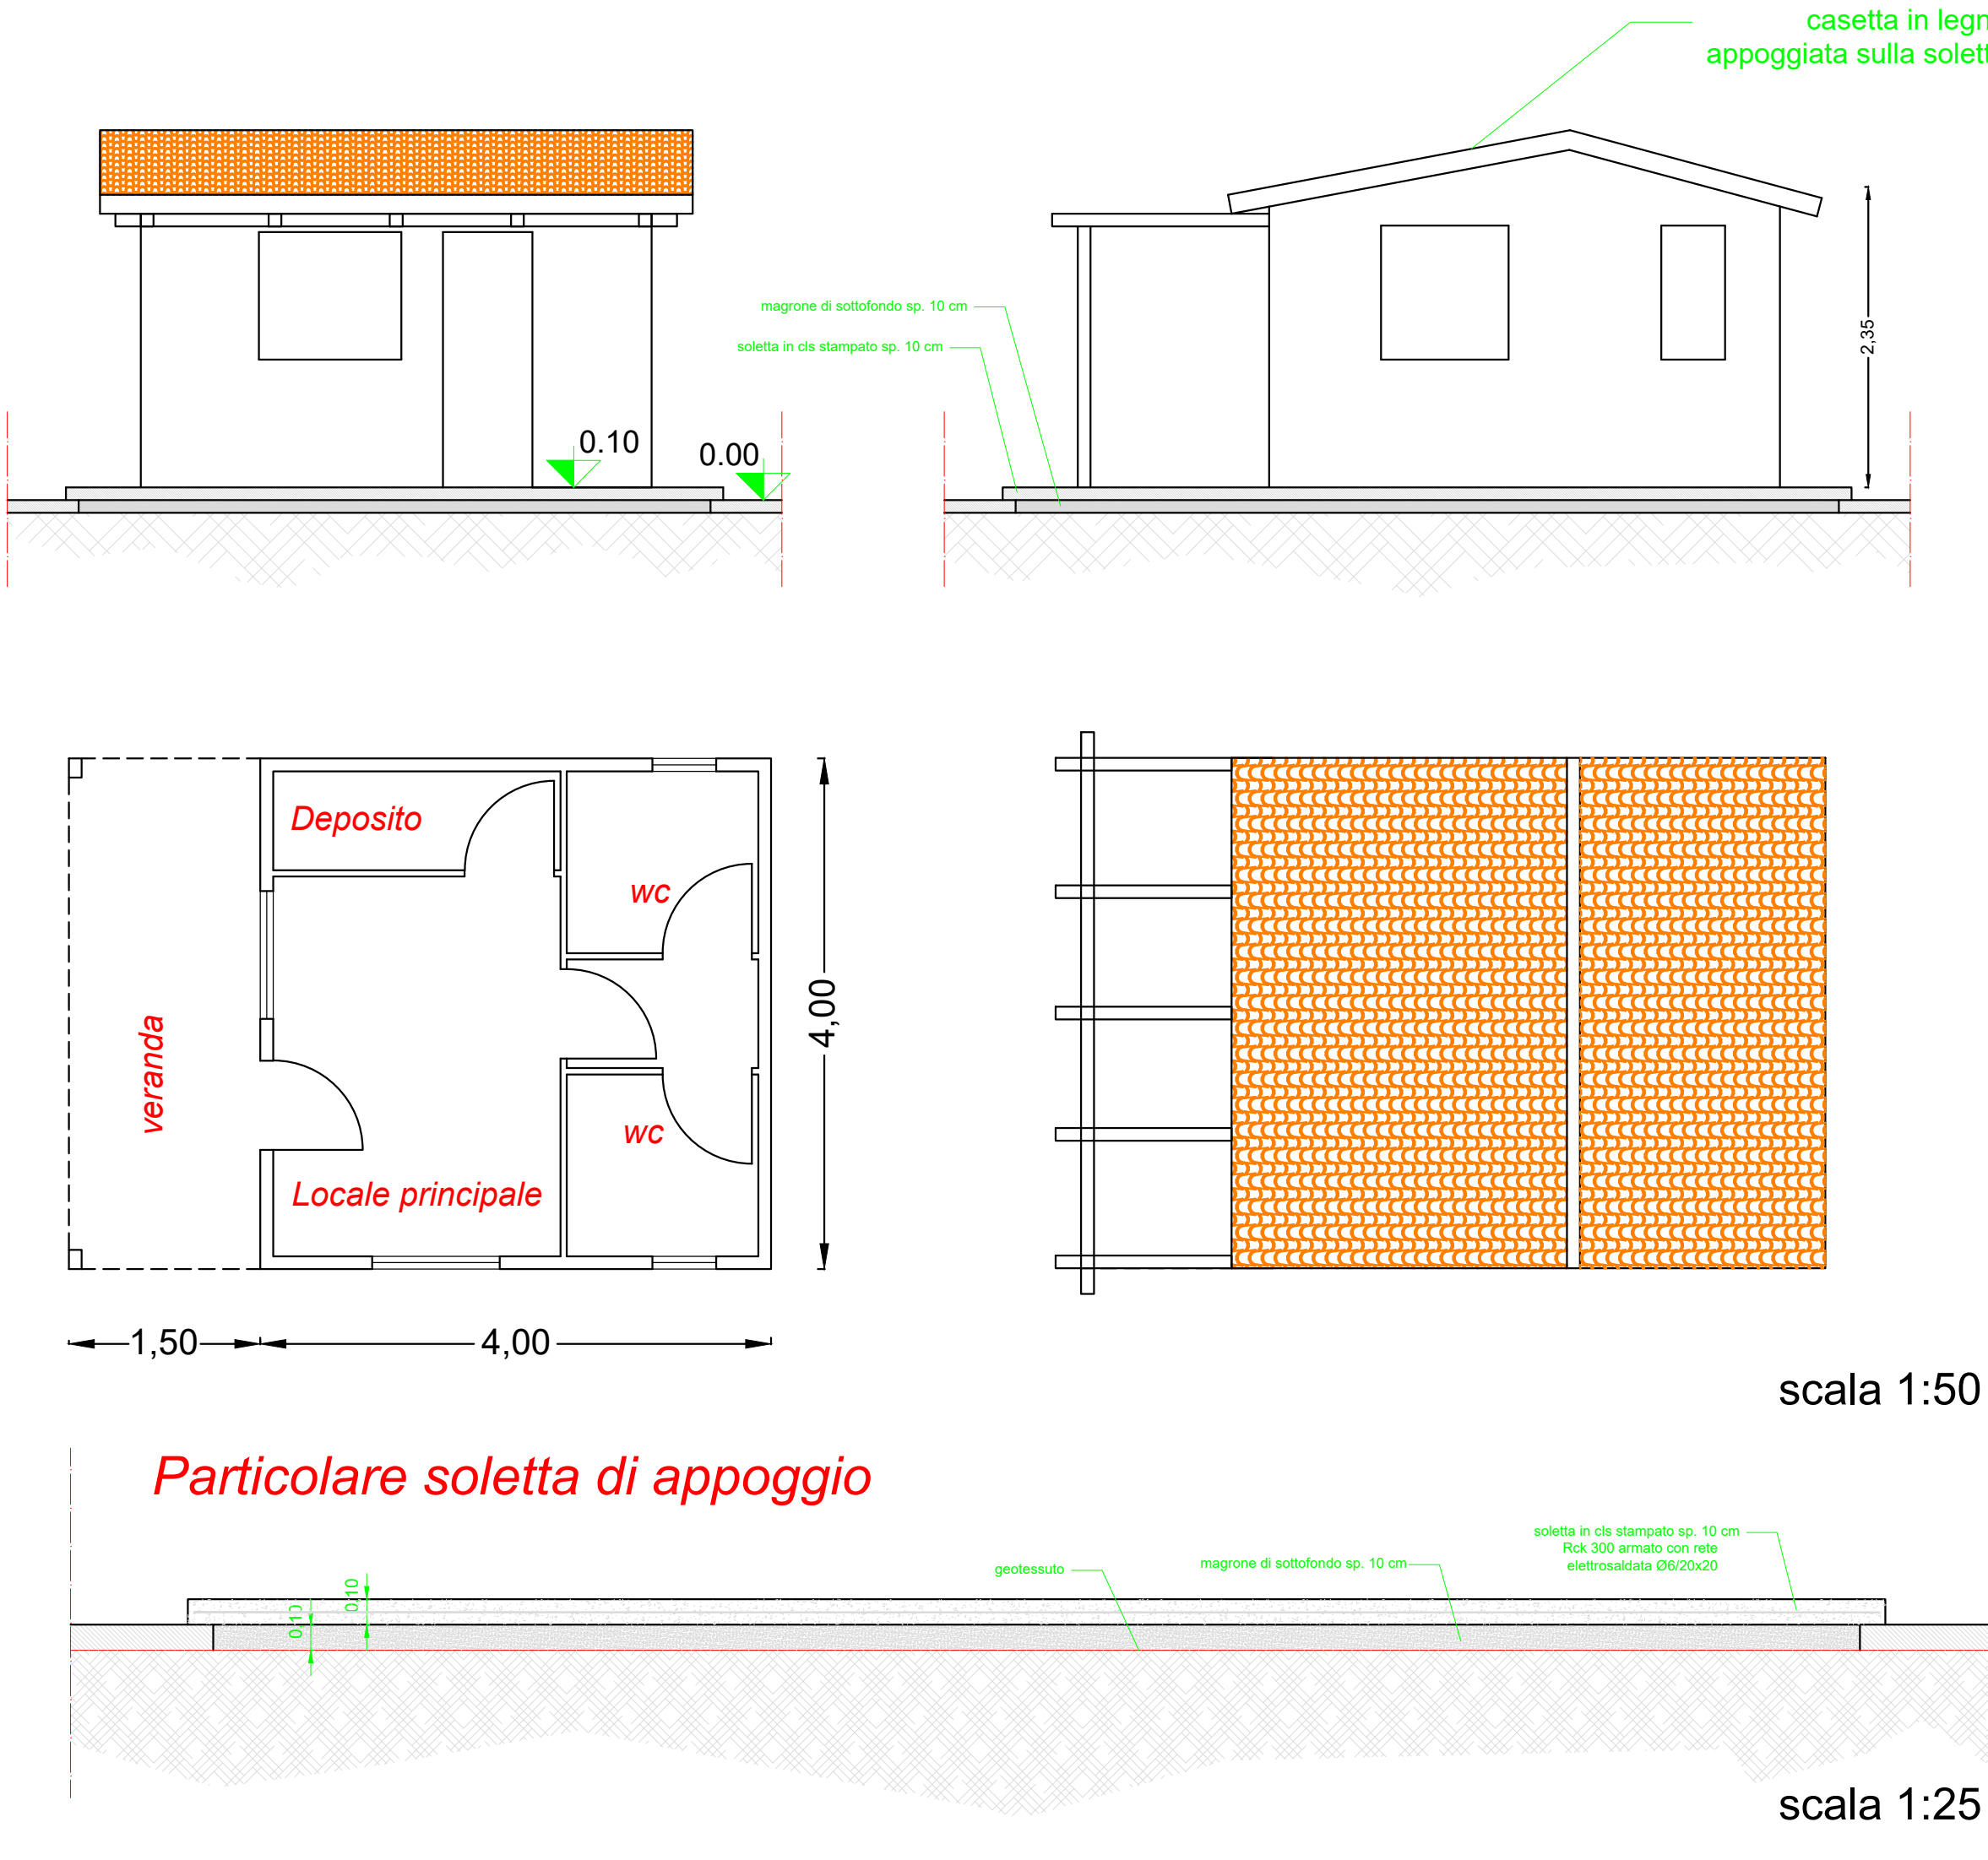 casetta in legn
appoggiata sulla solett
magrone di sottofondo sp. 10 cm
soletta in cls stampato sp. 10 cm
2,35
0.10
0.00
Deposito
wc
veranda
wc
Locale principale
4,00
1,50
4,00
scala 1:50
Particolare soletta di appoggio
soletta in cls stampato sp. 10 cm
Rck 300 armato con rete
elettrosaldata Ø6/20x20
geotessuto
magrone di sottofondo sp. 10 cm
0,10
0,10
scala 1:25